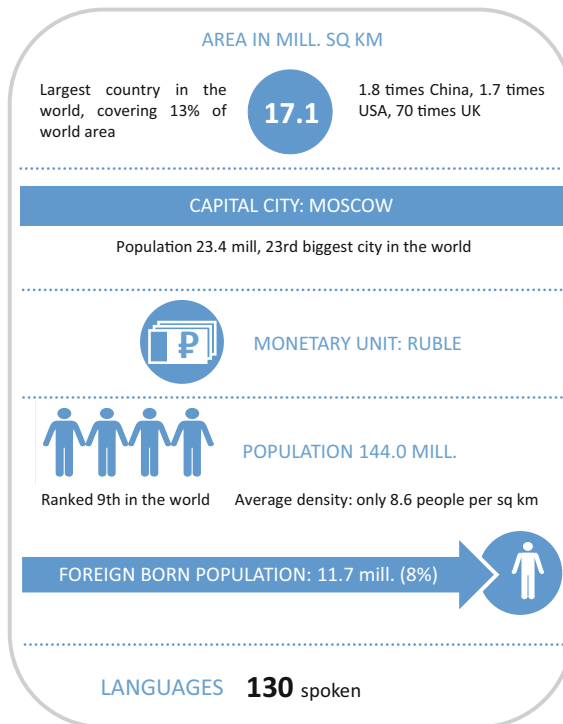 AREA IN MILL. SQ KM
Largest country in the
world, covering 13% of
world area
17.1
1.8 times China, 1.7 times
USA, 70 times UK
CAPITAL CITY: MOSCOW
Population 23.4 mill, 23rd biggest city in the world
₽
MONETARY UNIT: RUBLE
POPULATION 144.0 MILL.
Ranked 9th in the world
Average density: only 8.6 people per sq km
FOREIGN BORN POPULATION: 11.7 mill. (8%)
LANGUAGES 130 spoken